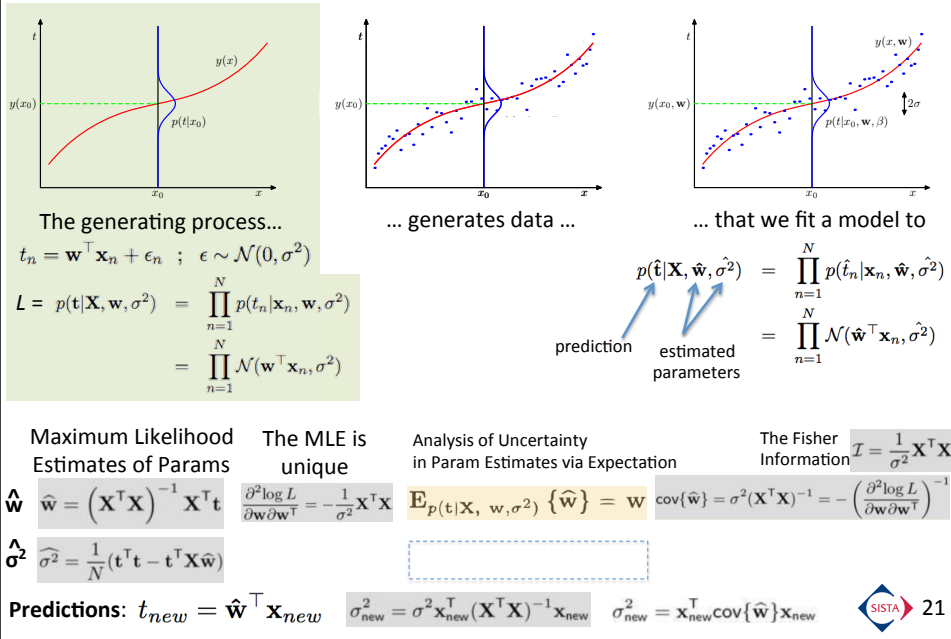 t
y(x)
y(x₀)
p(t|x₀)
x₀
x
t
y(x₀)
x₀
x
t
y(x, w)
y(x₀, w)
2σ
p(t|x₀, w, β)
x₀
x
The generating process…
… generates data …
… that we fit a model to
tₙ = wᵀxₙ + ϵₙ ; ϵ ∼ 𝒩(0, σ²)
L = p(t|X, w, σ²) = ∏ₙ₌₁ᴺ p(tₙ|xₙ, w, σ²)
= ∏ₙ₌₁ᴺ 𝒩(wᵀxₙ, σ²)
p(t̂|X, ŵ, σ̂²) = ∏ₙ₌₁ᴺ p(t̂ₙ|xₙ, ŵ, σ̂²)
= ∏ₙ₌₁ᴺ 𝒩(ŵᵀxₙ, σ̂²)
prediction
estimated
parameters
Maximum Likelihood
Estimates of Params
The MLE is
unique
Analysis of Uncertainty
in Param Estimates via Expectation
The Fisher
Information
ℐ = 1/σ² XᵀX
ŵ
ŵ = (XᵀX)⁻¹ Xᵀt
∂² log L / ∂w∂wᵀ = −1/σ² XᵀX
E_{p(t|X, w,σ²)} {ŵ} = w
cov{ŵ} = σ²(XᵀX)⁻¹ = −(∂² log L / ∂w∂wᵀ)⁻¹
σ̂²
σ̂² = 1/N (tᵀt − tᵀXŵ)
Predictions: t_new = ŵᵀx_new
σ²_new = σ²xᵀ_new(XᵀX)⁻¹x_new
σ²_new = xᵀ_new cov{ŵ}x_new
SISTA
21